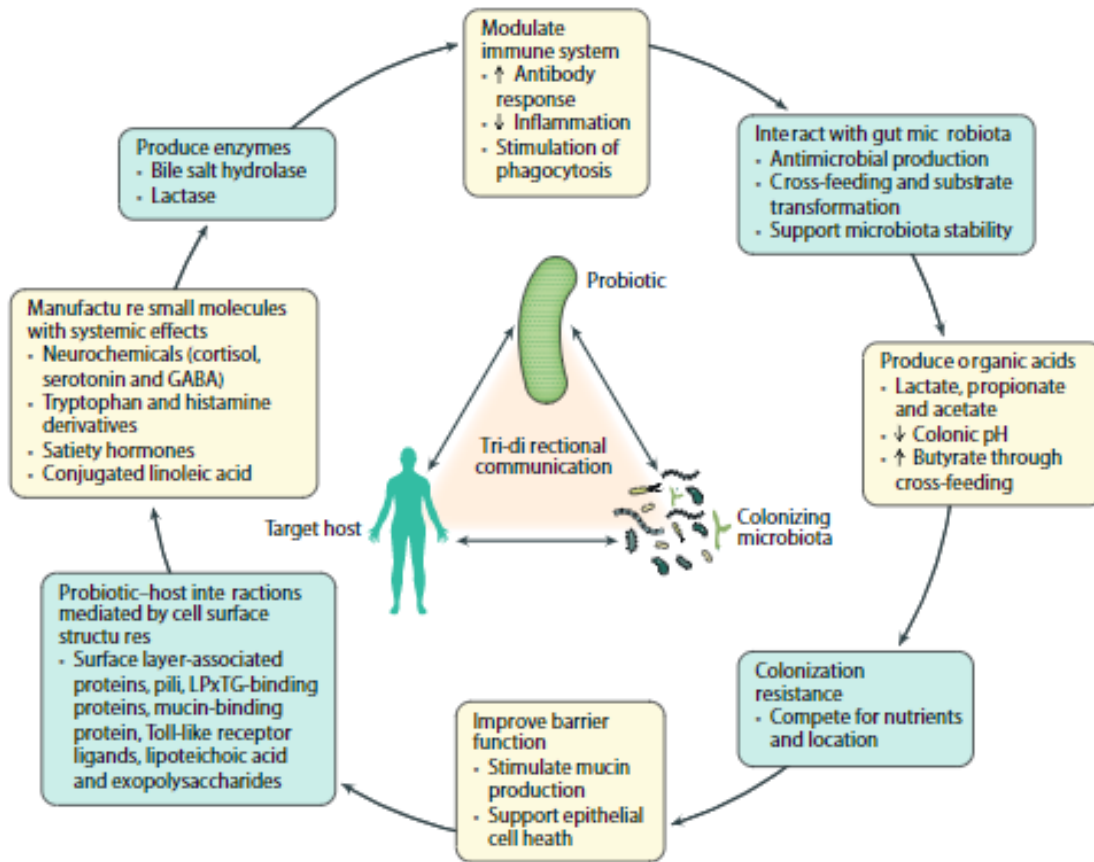 Modulate
immune system
• ↑ Antibody
response
• ↓ Inflammation
• Stimulation of
phagocytosis
Interact with gut mic robiota
• Antimicrobial production
• Cross-feeding and substrate
transformation
• Support microbiota stability
Produce organic acids
• Lactate, propionate
and acetate
• ↓ Colonic pH
• ↑ Butyrate through
cross-feeding
Colonization
resistance
• Compete for nutrients
and location
Improve barrier
function
• Stimulate mucin
production
• Support epithelial
cell heath
Probiotic–host inte ractions
mediated by cell surface
structu res
• Surface layer-associated
proteins, pili, LPxTG-binding
proteins, mucin-binding
protein, Toll-like receptor
ligands, lipoteichoic acid
and exopolysaccharides
Manufactu re small molecules
with systemic effects
• Neurochemicals (cortisol,
serotonin and GABA)
• Tryptophan and histamine
derivatives
• Satiety hormones
• Conjugated linoleic acid
Produce enzymes
• Bile salt hydrolase
• Lactase
Probiotic
Tri-di rectional
communication
Target host
Colonizing
microbiota